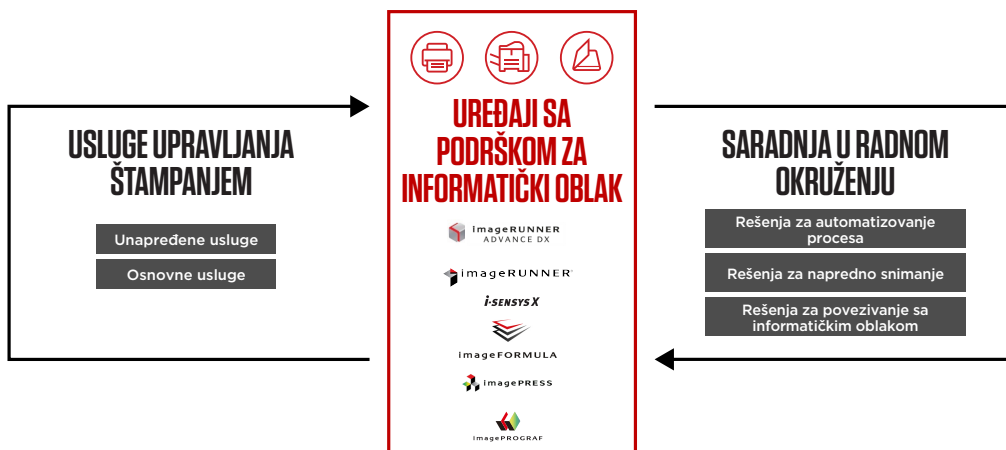 USLUGE UPRAVLJANJA
ŠTAMPANJEM
Unapređene usluge
Osnovne usluge
UREĐAJI SA
PODRŠKOM ZA
INFORMATIČKI OBLAK
imageRUNNER
ADVANCE DX
imageRUNNER
i-SENSYS X
imageFORMULA
imagePRESS
imagePROGRAF
SARADNJA U RADNOM
OKRUŽENJU
Rešenja za automatizovanje
procesa
Rešenja za napredno snimanje
Rešenja za povezivanje sa
informatičkim oblakom